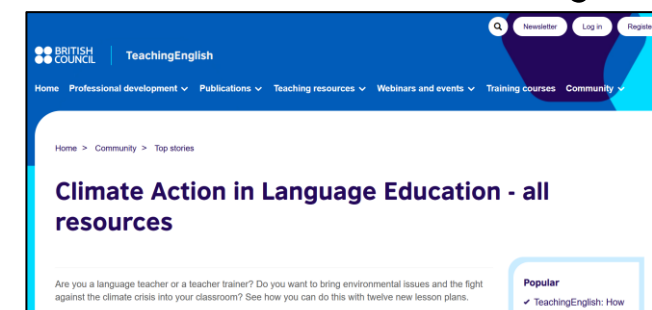 Newsletter Log in Registe
BRITISH
COUNCIL TeachingEnglish
Home Professional development Publications Teaching resources Webinars and events Training courses Community
Home > Community > Top stories
Climate Action in Language Education - all
resources
Are you a language teacher or a teacher trainer? Do you want to bring environmental issues and the fight
against the climate crisis into your classroom? See how you can do this with twelve new lesson plans.
Popular
✔ TeachingEnglish: How